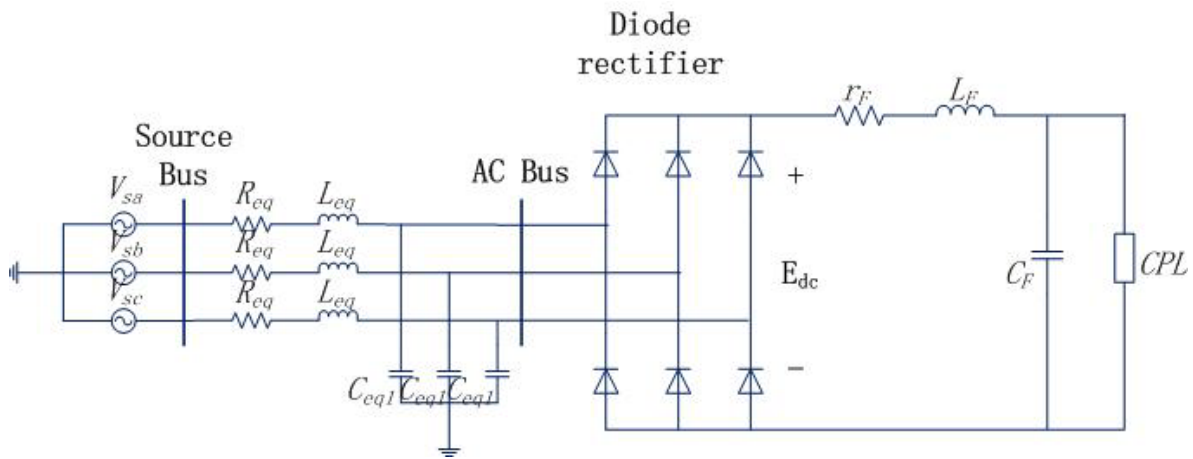 Diode
rectifier
r_F
L_F
Source
Bus
AC Bus
V_sa
R_eq
L_eq
V_sb
R_eq
L_eq
V_sc
R_eq
L_eq
+
E_dc
C_F
CPL
−
C_eq1 C_eq1 C_eq1